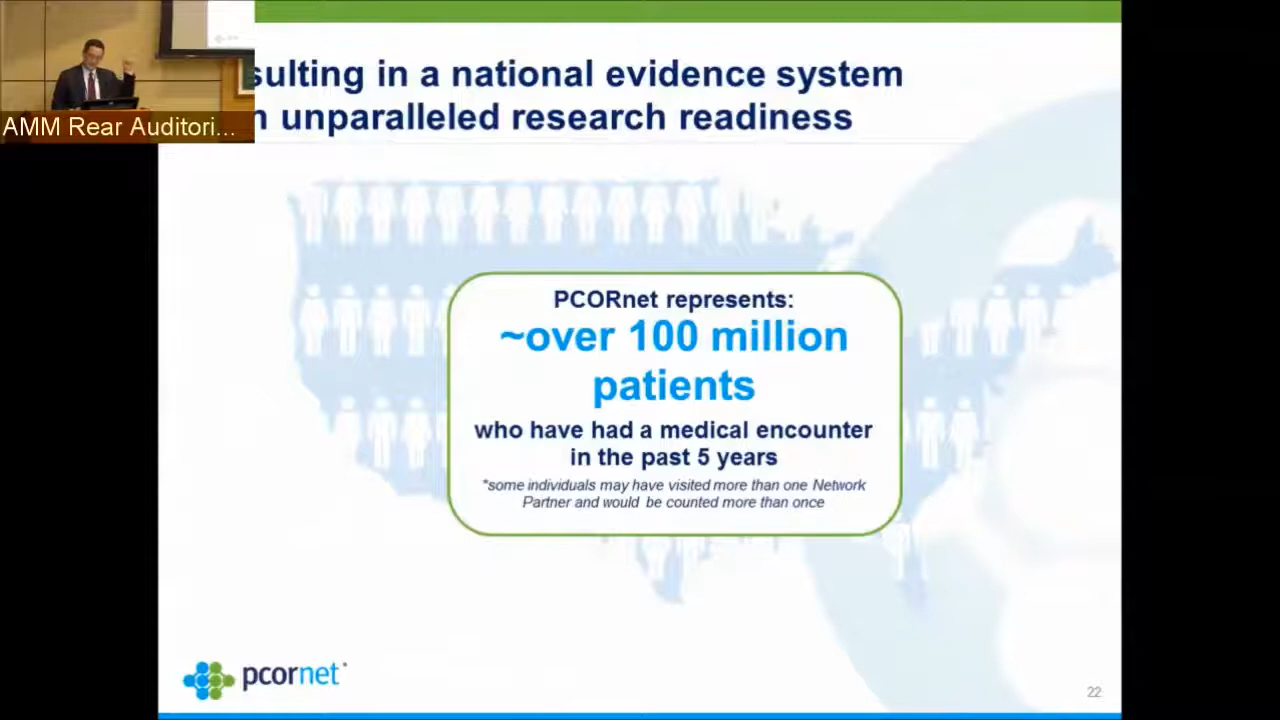 sulting in a national evidence system
unparalleled research readiness
AMM Rear Auditori...
PCORnet represents:
~over 100 million
patients
who have had a medical encounter
in the past 5 years
*some individuals may have visited more than one Network
Partner and would be counted more than once
pcornet
22